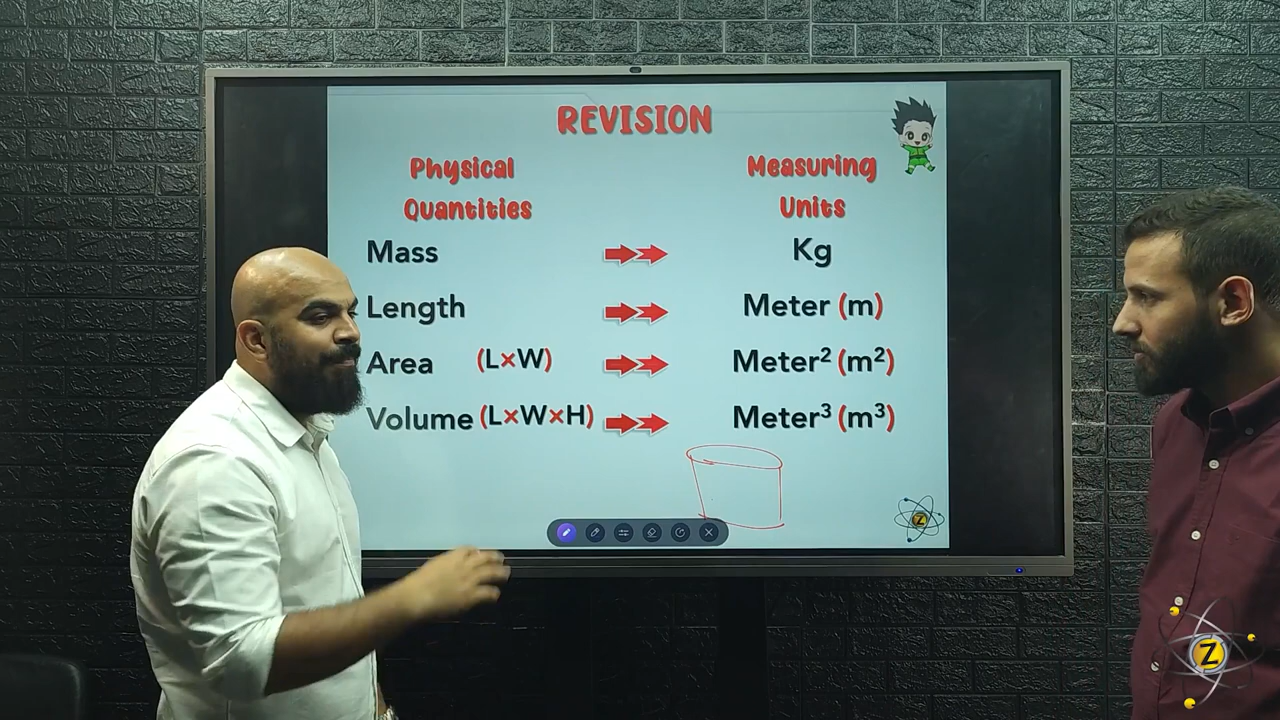 REVISION
Physical Quantities
Measuring Units
Mass Kg
Length Meter (m)
Area (L×W) Meter² (m²)
Volume (L×W×H) Meter³ (m³)
Z
Z